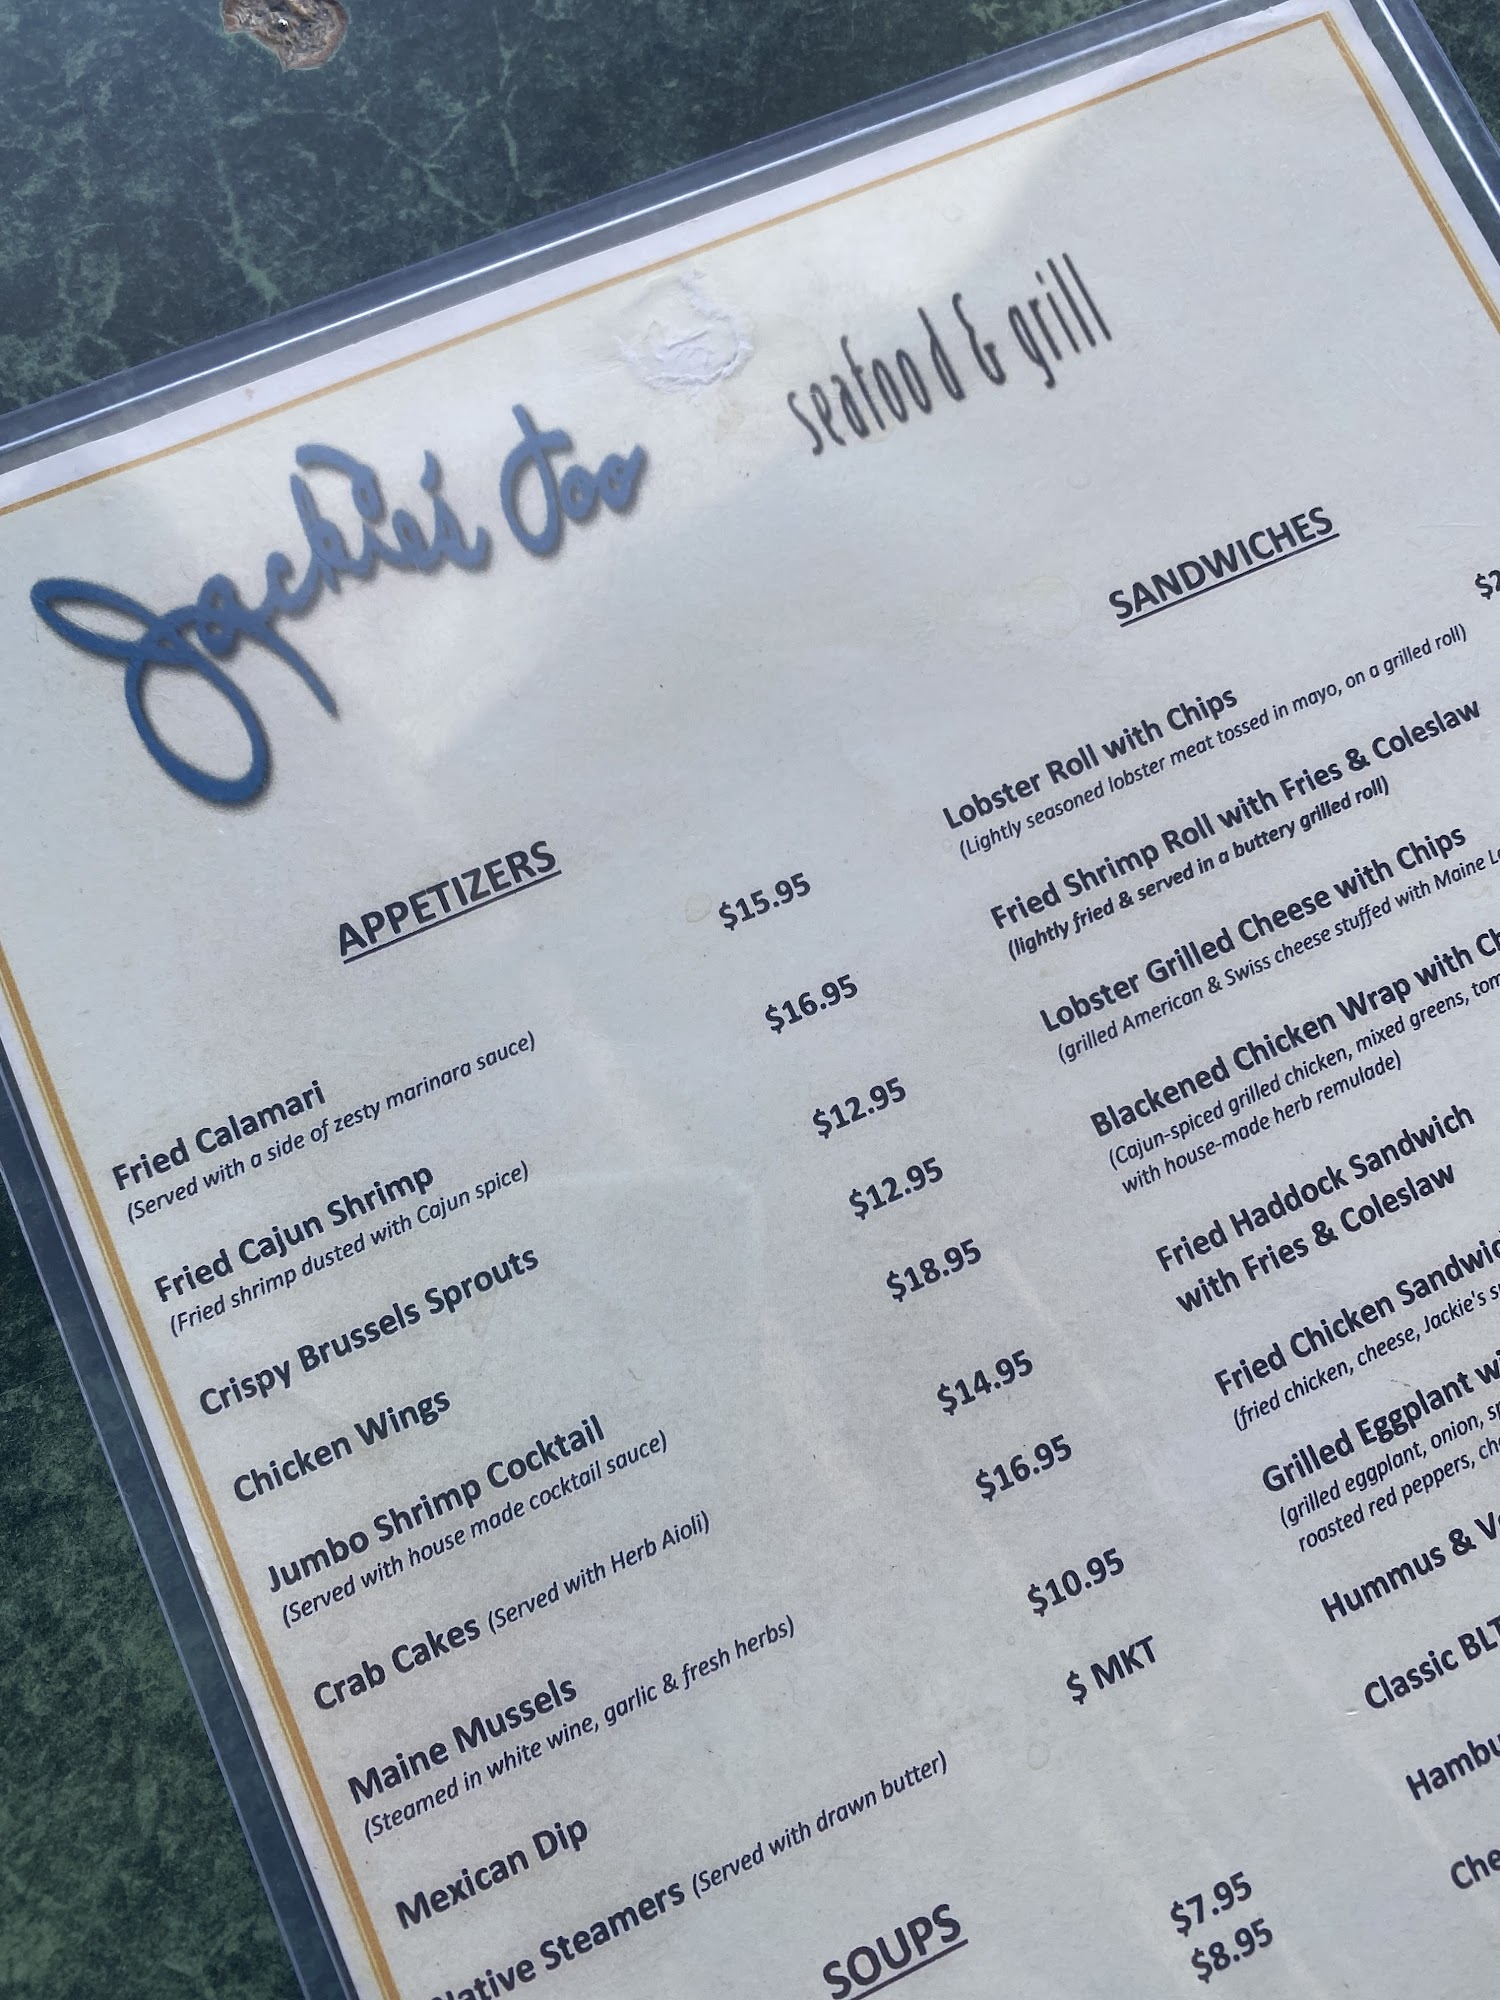 Jackie's Too
seafood & grill
APPETIZERS
Fried Calamari $15.95
(Served with a side of zesty marinara sauce)
Fried Cajun Shrimp $16.95
(Fried shrimp dusted with Cajun spice)
Crispy Brussels Sprouts $12.95
Chicken Wings $12.95
Jumbo Shrimp Cocktail $18.95
(Served with house made cocktail sauce)
Crab Cakes (Served with Herb Aioli) $14.95
Maine Mussels $16.95
(Steamed in white wine, garlic & fresh herbs)
Mexican Dip $10.95
Native Steamers (Served with drawn butter) $ MKT
SOUPS
$7.95
$8.95
SANDWICHES
Lobster Roll with Chips
(Lightly seasoned lobster meat tossed in mayo, on a grilled roll)
Fried Shrimp Roll with Fries & Coleslaw
(lightly fried & served in a buttery grilled roll)
Lobster Grilled Cheese with Chips
(grilled American & Swiss cheese stuffed with Maine
Blackened Chicken Wrap with
(Cajun-spiced grilled chicken, mixed greens,
with house-made herb remulade)
Fried Haddock Sandwich
with Fries & Coleslaw
Fried Chicken
(fried chicken, cheese, Jackie's
Grilled Eggplant
(grilled eggplant, onion,
roasted red peppers,
Hummus &
Classic BLT